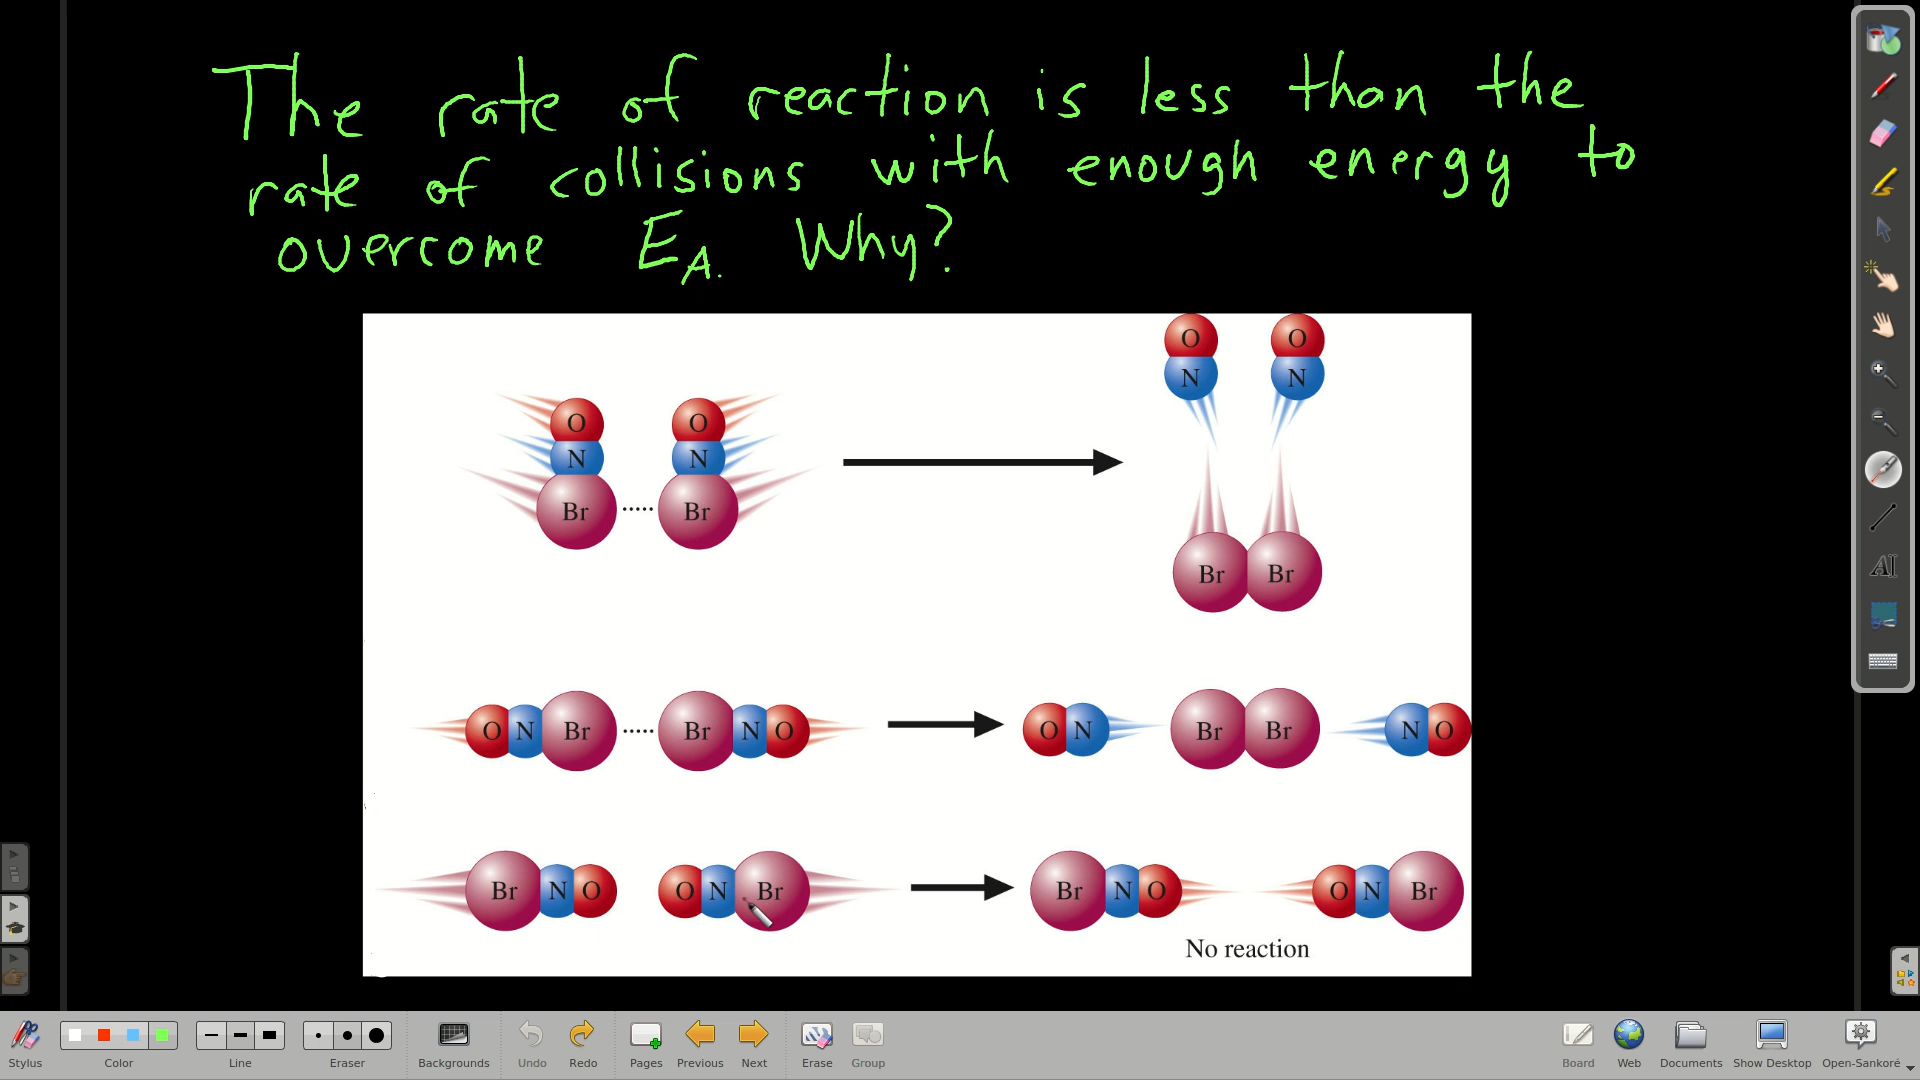 The rate of reaction is less than the
rate of collisions with enough energy to
overcome EA. Why?
O O
N N
O O
N N
Br ..... Br
Br Br
O N Br ..... Br N O
O N Br Br N O
Br N O O N Br
Br N O O N Br
No reaction
AI
Stylus Color Line Eraser Backgrounds Undo Redo Pages Previous Next Erase Group Board Web Documents Show Desktop Open-Sankoré